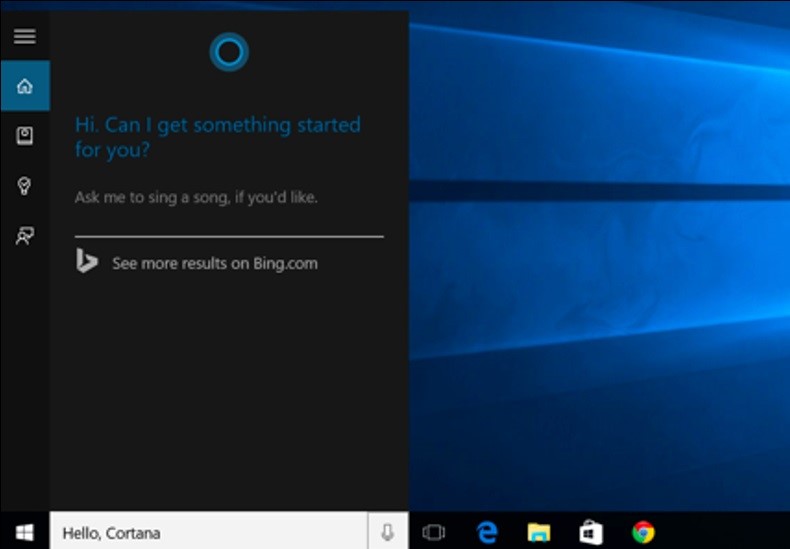 Hi. Can I get something started
for you?
Ask me to sing a song, if you'd like.
See more results on Bing.com
Hello, Cortana